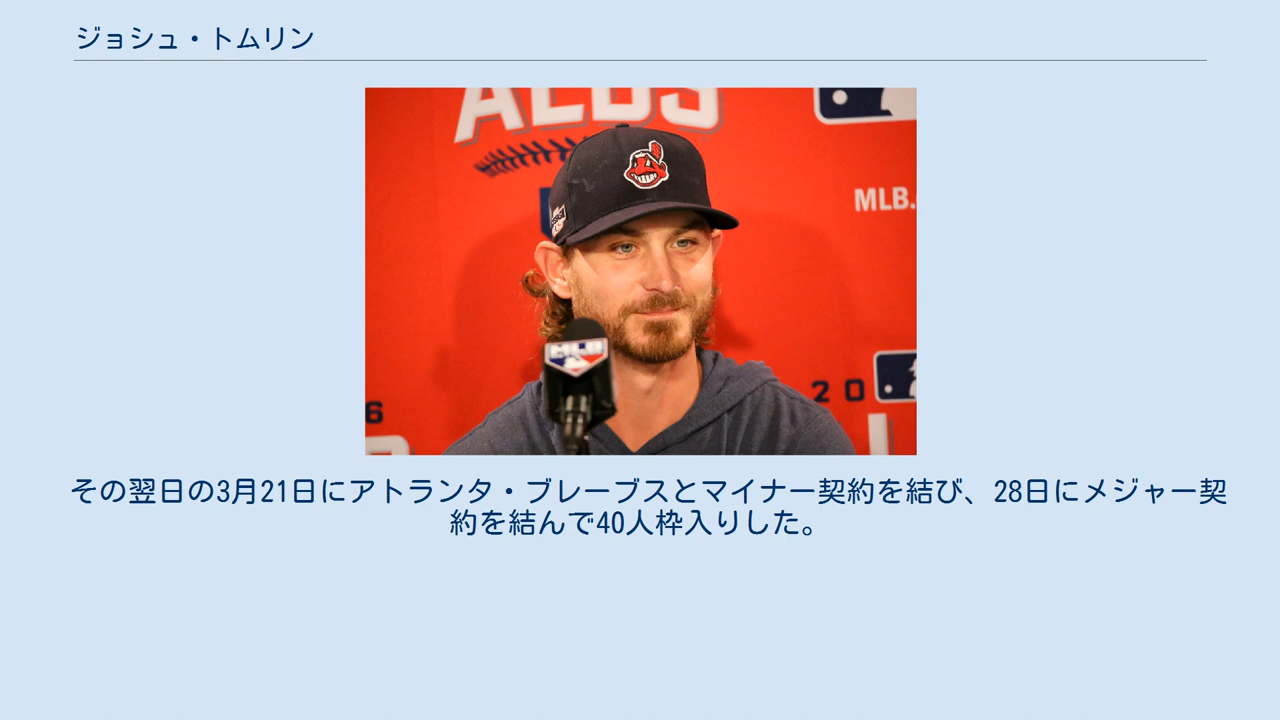 ジョシュ・トムリン
ALDS
MLB.
MLB
20
6
その翌日の3月21日にアトランタ・ブレーブスとマイナー契約を結び、28日にメジャー契
約を結んで40人枠入りした。